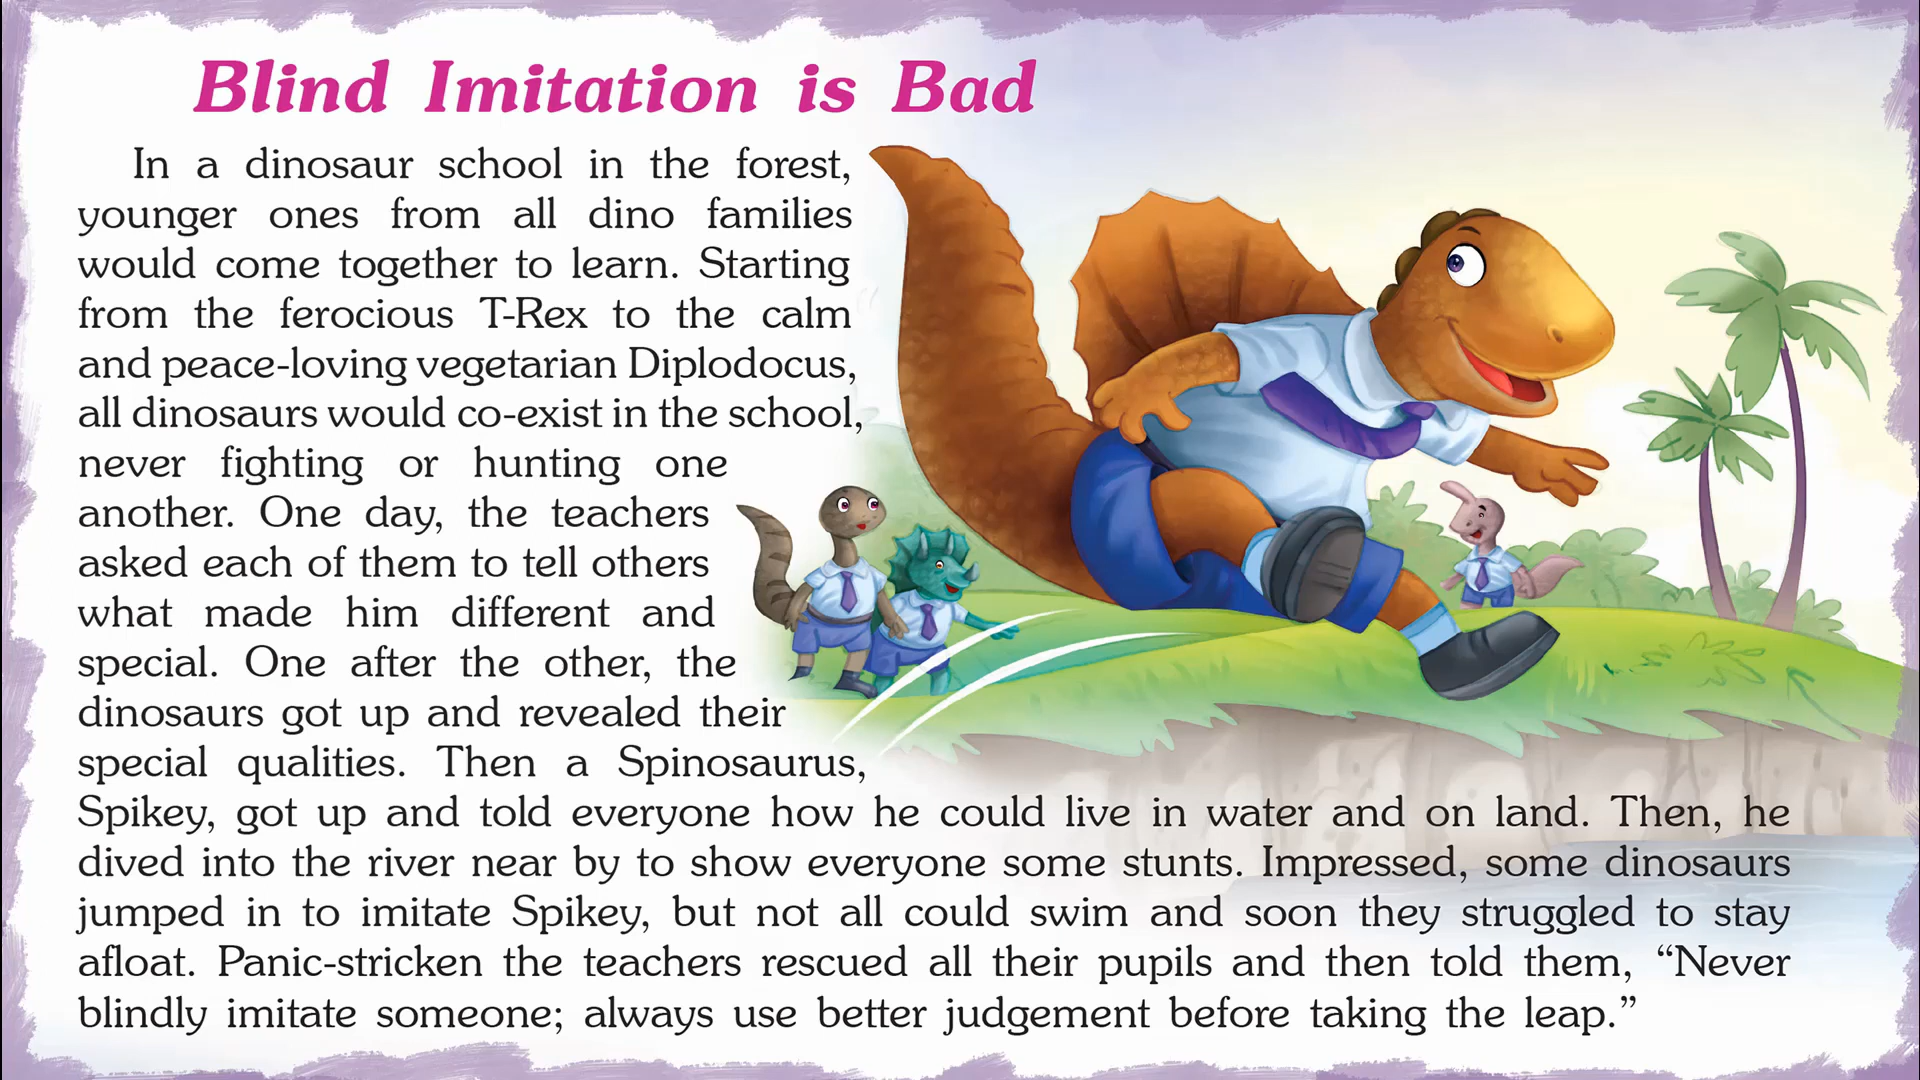 Blind Imitation is Bad
In a dinosaur school in the forest,
younger ones from all dino families
would come together to learn. Starting
from the ferocious T-Rex to the calm
and peace-loving vegetarian Diplodocus,
all dinosaurs would co-exist in the school,
never fighting or hunting one
another. One day, the teachers
asked each of them to tell others
what made him different and
special. One after the other, the
dinosaurs got up and revealed their
special qualities. Then a Spinosaurus,
Spikey, got up and told everyone how he could live in water and on land. Then, he
dived into the river near by to show everyone some stunts. Impressed, some dinosaurs
jumped in to imitate Spikey, but not all could swim and soon they struggled to stay
afloat. Panic-stricken the teachers rescued all their pupils and then told them, “Never
blindly imitate someone; always use better judgement before taking the leap.”